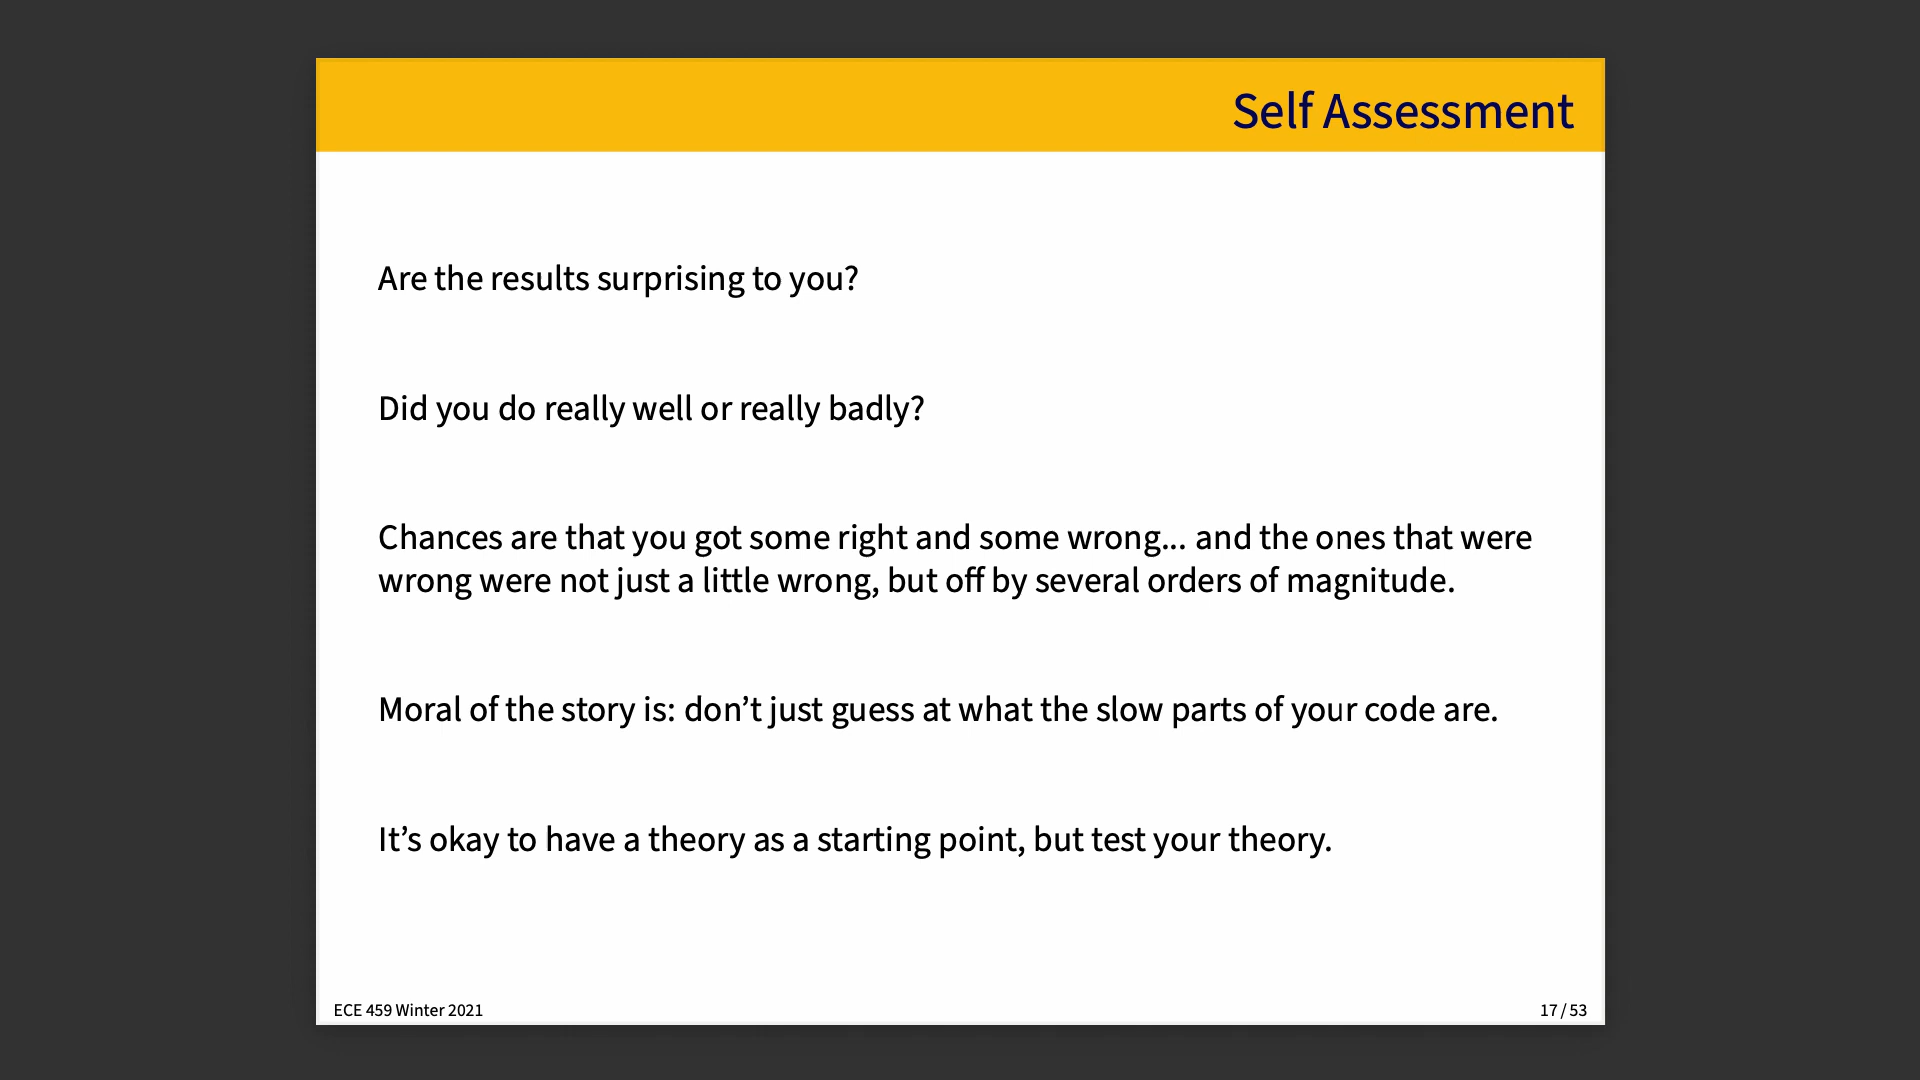 Self Assessment
Are the results surprising to you?
Did you do really well or really badly?
Chances are that you got some right and some wrong... and the ones that were
wrong were not just a little wrong, but off by several orders of magnitude.
Moral of the story is: don’t just guess at what the slow parts of your code are.
It’s okay to have a theory as a starting point, but test your theory.
ECE 459 Winter 2021
17 / 53